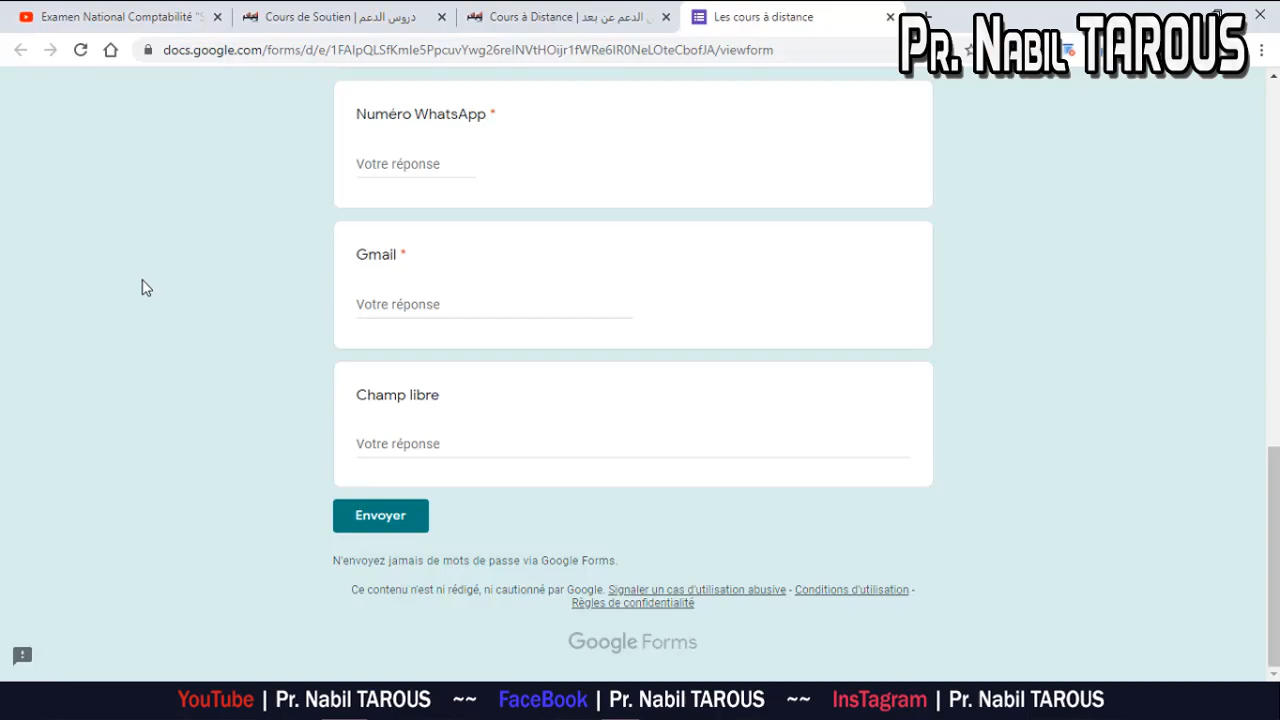 Examen National Comptabilité "S
Cours de Soutien | دروس الدعم
Cours à Distance | الدعم عن بعد
Les cours à distance
Pr. Nabil TAROUS
docs.google.com/forms/d/e/1FAIpQLSfKmIe5PpcuvYwg26reINVtHOijr1fWRe6IR0NeLOteCbofJA/viewform
Numéro WhatsApp *
Votre réponse
Gmail *
Votre réponse
Champ libre
Votre réponse
Envoyer
N'envoyez jamais de mots de passe via Google Forms.
Ce contenu n'est ni rédigé, ni cautionné par Google. Signaler un cas d'utilisation abusive - Conditions d'utilisation -
Règles de confidentialité
Google Forms
YouTube | Pr. Nabil TAROUS ~~ FaceBook | Pr. Nabil TAROUS ~~ InsTagram | Pr. Nabil TAROUS